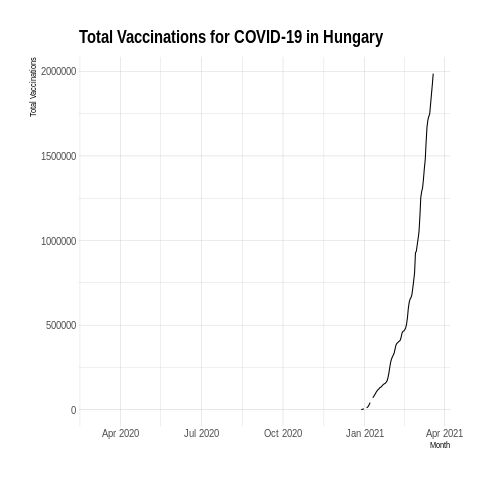 Total Vaccinations for COVID-19 in Hungary
Total Vaccinations
2000000
1500000
1000000
500000
0
Apr 2020 Jul 2020 Oct 2020 Jan 2021 Apr 2021
Month